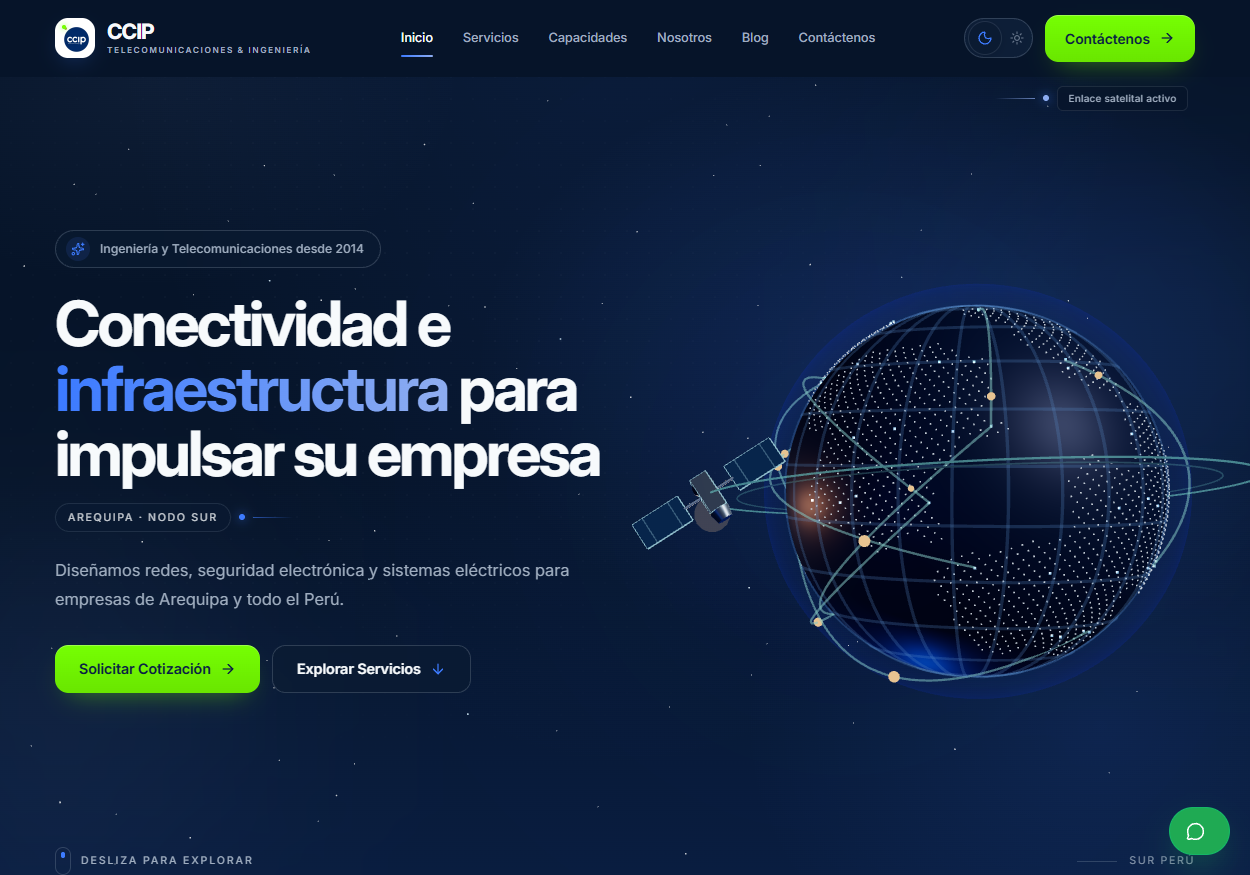 ccip
CCIP
TELECOMUNICACIONES & INGENIERÍA
Inicio
Servicios
Capacidades
Nosotros
Blog
Contáctenos
Contáctenos
Enlace satelital activo
Ingeniería y Telecomunicaciones desde 2014
Conectividad e
infraestructura para
impulsar su empresa
AREQUIPA · NODO SUR
Diseñamos redes, seguridad electrónica y sistemas eléctricos para
empresas de Arequipa y todo el Perú.
Solicitar Cotización
Explorar Servicios
DESLIZA PARA EXPLORAR
SUR PERÚ